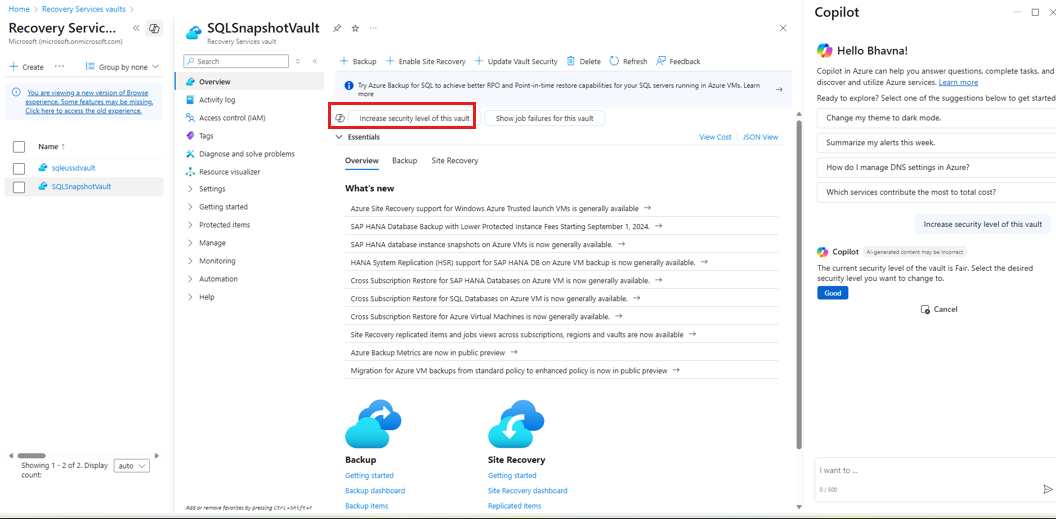 Home > Recovery Services vaults >
Recovery Servic...
Microsoft (microsoft.onmicrosoft.com)
Create
Group by none
You are viewing a new version of Browse
experience. Some features may be missing.
Click here to access the old experience.
Name ↑
sqleussdvault
SQLSnapshotVault
Showing 1 - 2 of 2. Display
count:
auto
SQLSnapshotVault
Recovery Services vault
Search
Overview
Activity log
Access control (IAM)
Tags
Diagnose and solve problems
Resource visualizer
Settings
Getting started
Protected items
Manage
Monitoring
Automation
Help
Add or remove favorites by pressing Ctrl+Shift+F
Backup
Enable Site Recovery
Update Vault Security
Delete
Refresh
Feedback
Try Azure Backup for SQL to achieve better RPO and Point-in-time restore capabilities for your SQL servers running in Azure VMs. Learn
more
Increase security level of this vault
Show job failures for this vault
Essentials
View Cost
JSON View
Overview
Backup
Site Recovery
What's new
Azure Site Recovery support for Windows Azure Trusted launch VMs is generally available →
SAP HANA Database Backup with Lower Protected Instance Fees Starting September 1, 2024. →
SAP HANA database instance snapshots on Azure VMs is now generally available. →
HANA System Replication (HSR) support for SAP HANA DB on Azure VM backup is now generally available. →
Cross Subscription Restore for SAP HANA Databases on Azure VM is now generally available. →
Cross Subscription Restore for SQL Databases on Azure VM is now generally available. →
Cross Subscription Restore for Azure Virtual Machines is now generally available. →
Site Recovery replicated items and jobs views across subscriptions, regions and vaults are now available →
Azure Backup Metrics are now in public preview →
Migration for Azure VM backups from standard policy to enhanced policy is now in public preview →
Backup
Getting started
Backup dashboard
Backup items
Site Recovery
Getting started
Site Recovery dashboard
Replicated items
Copilot
Hello Bhavna!
Copilot in Azure can help you answer questions, complete tasks, and
discover and utilize Azure services. Learn more
Ready to explore? Select one of the suggestions below to get started
Change my theme to dark mode.
Summarize my alerts this week.
How do I manage DNS settings in Azure?
Which services contribute the most to total cost?
Increase security level of this vault
Copilot
AI-generated content may be incorrect
The current security level of the vault is Fair. Select the desired
security level you want to change to.
Good
Cancel
I want to ...
0 / 500